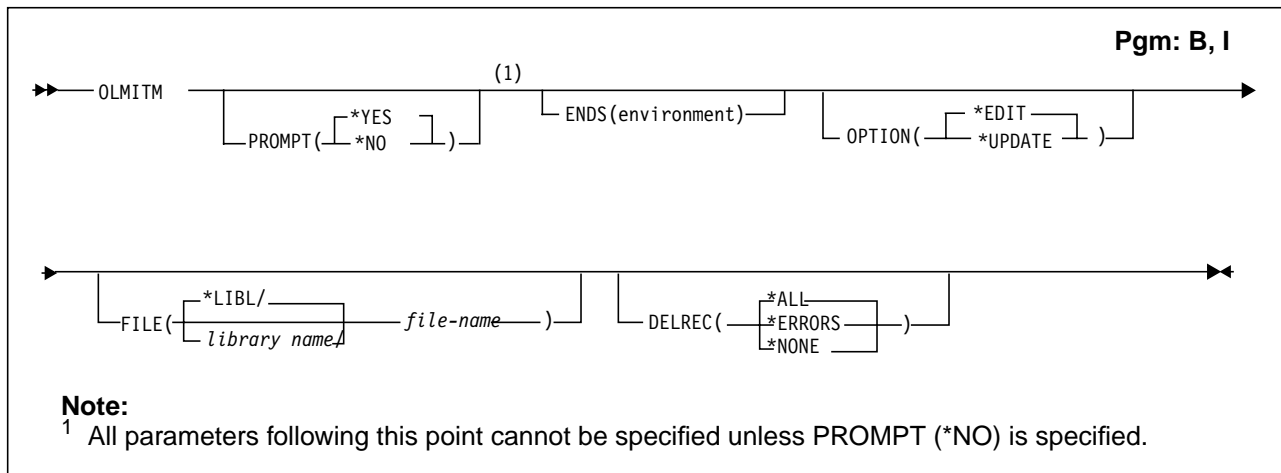 Pgm: B, I
(1)
OLMITM
PROMPT( *YES *NO )
ENDS(environment)
OPTION( *EDIT *UPDATE )
FILE( *LIBL/ library name/ file-name )
DELREC( *ALL *ERRORS *NONE )
Note:
1 All parameters following this point cannot be specified unless PROMPT (*NO) is specified.